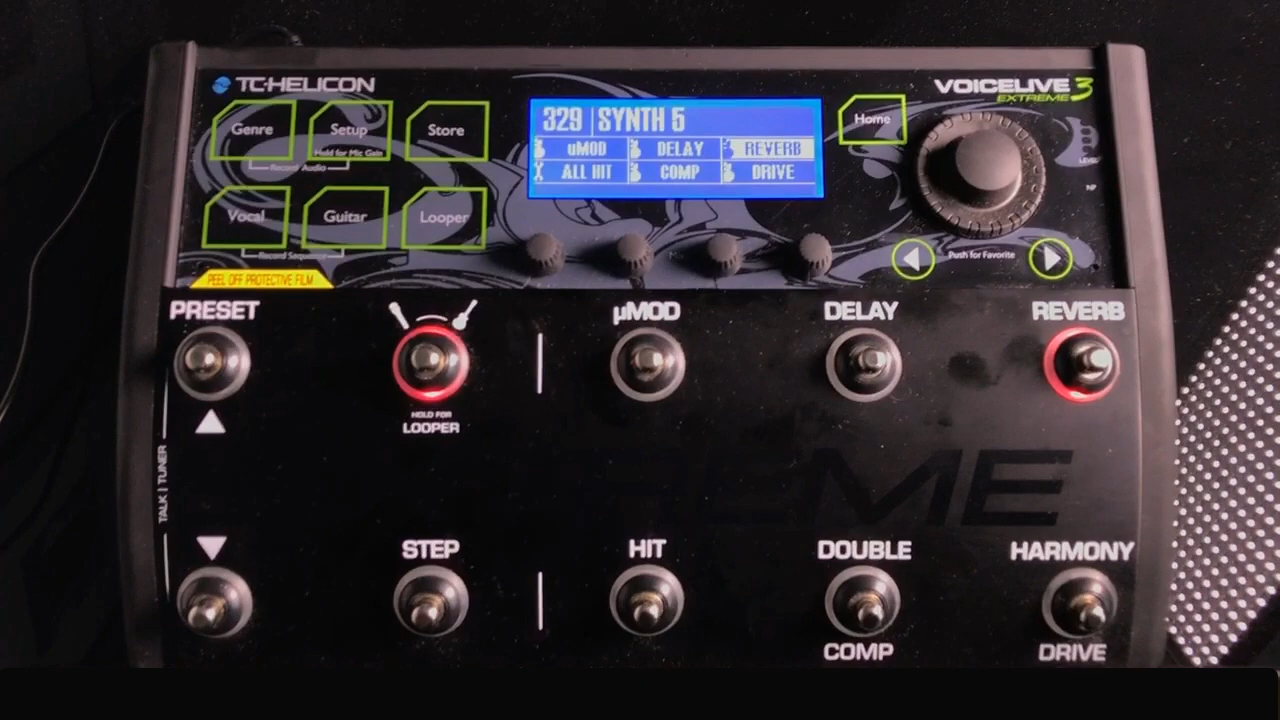 TC·HELICON
VOICELIVE 3
EXTREME
Genre
Setup
Store
Hold for Mic Gain
Record Audio
329 SYNTH 5
µMOD DELAY REVERB
ALL HIT COMP DRIVE
Home
LEVEL
Vocal
Guitar
Looper
Push for Favorite
PEEL OFF PROTECTIVE FILM
PRESET
µMOD
DELAY
REVERB
HOLD FOR
LOOPER
TALK | TUNER
STEP
HIT
DOUBLE
HARMONY
COMP
DRIVE